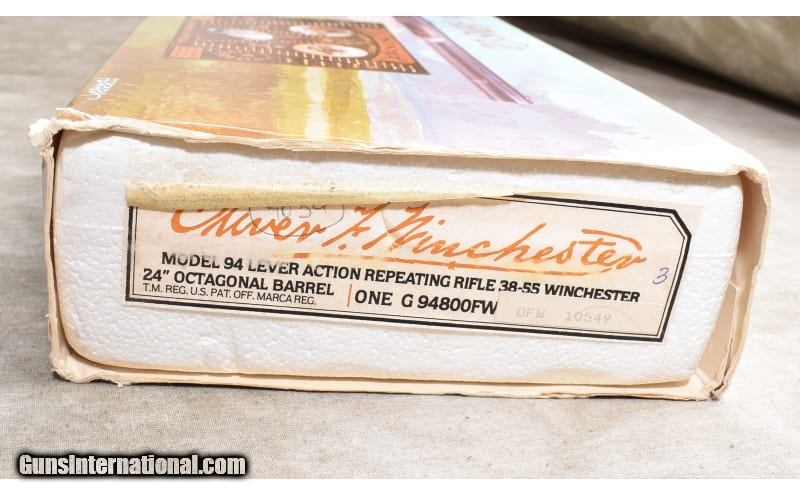 Oliver F. Winchester
MODEL 94 LEVER ACTION REPEATING RIFLE 38-55 WINCHESTER
24" OCTAGONAL BARREL
T.M. REG. U.S. PAT. OFF. MARCA REG.
ONE G 94800FW
OFW 10549
3
GunsInternational.com